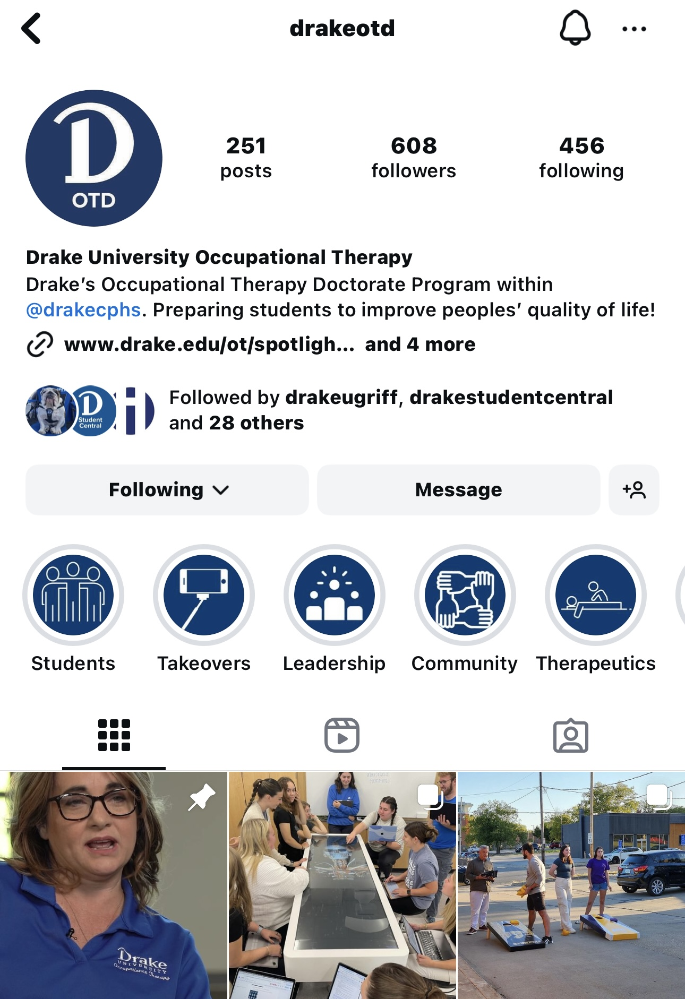 drakeotd
D
OTD
251
posts
608
followers
456
following
Drake University Occupational Therapy
Drake’s Occupational Therapy Doctorate Program within
@drakecphs. Preparing students to improve peoples’ quality of life!
www.drake.edu/ot/spotligh... and 4 more
D
Student
Central
Followed by drakeugriff, drakestudentcentral
and 28 others
Following
Message
Students
Takeovers
Leadership
Community
Therapeutics
Drake
UNIVERSITY
Occupational Therapy